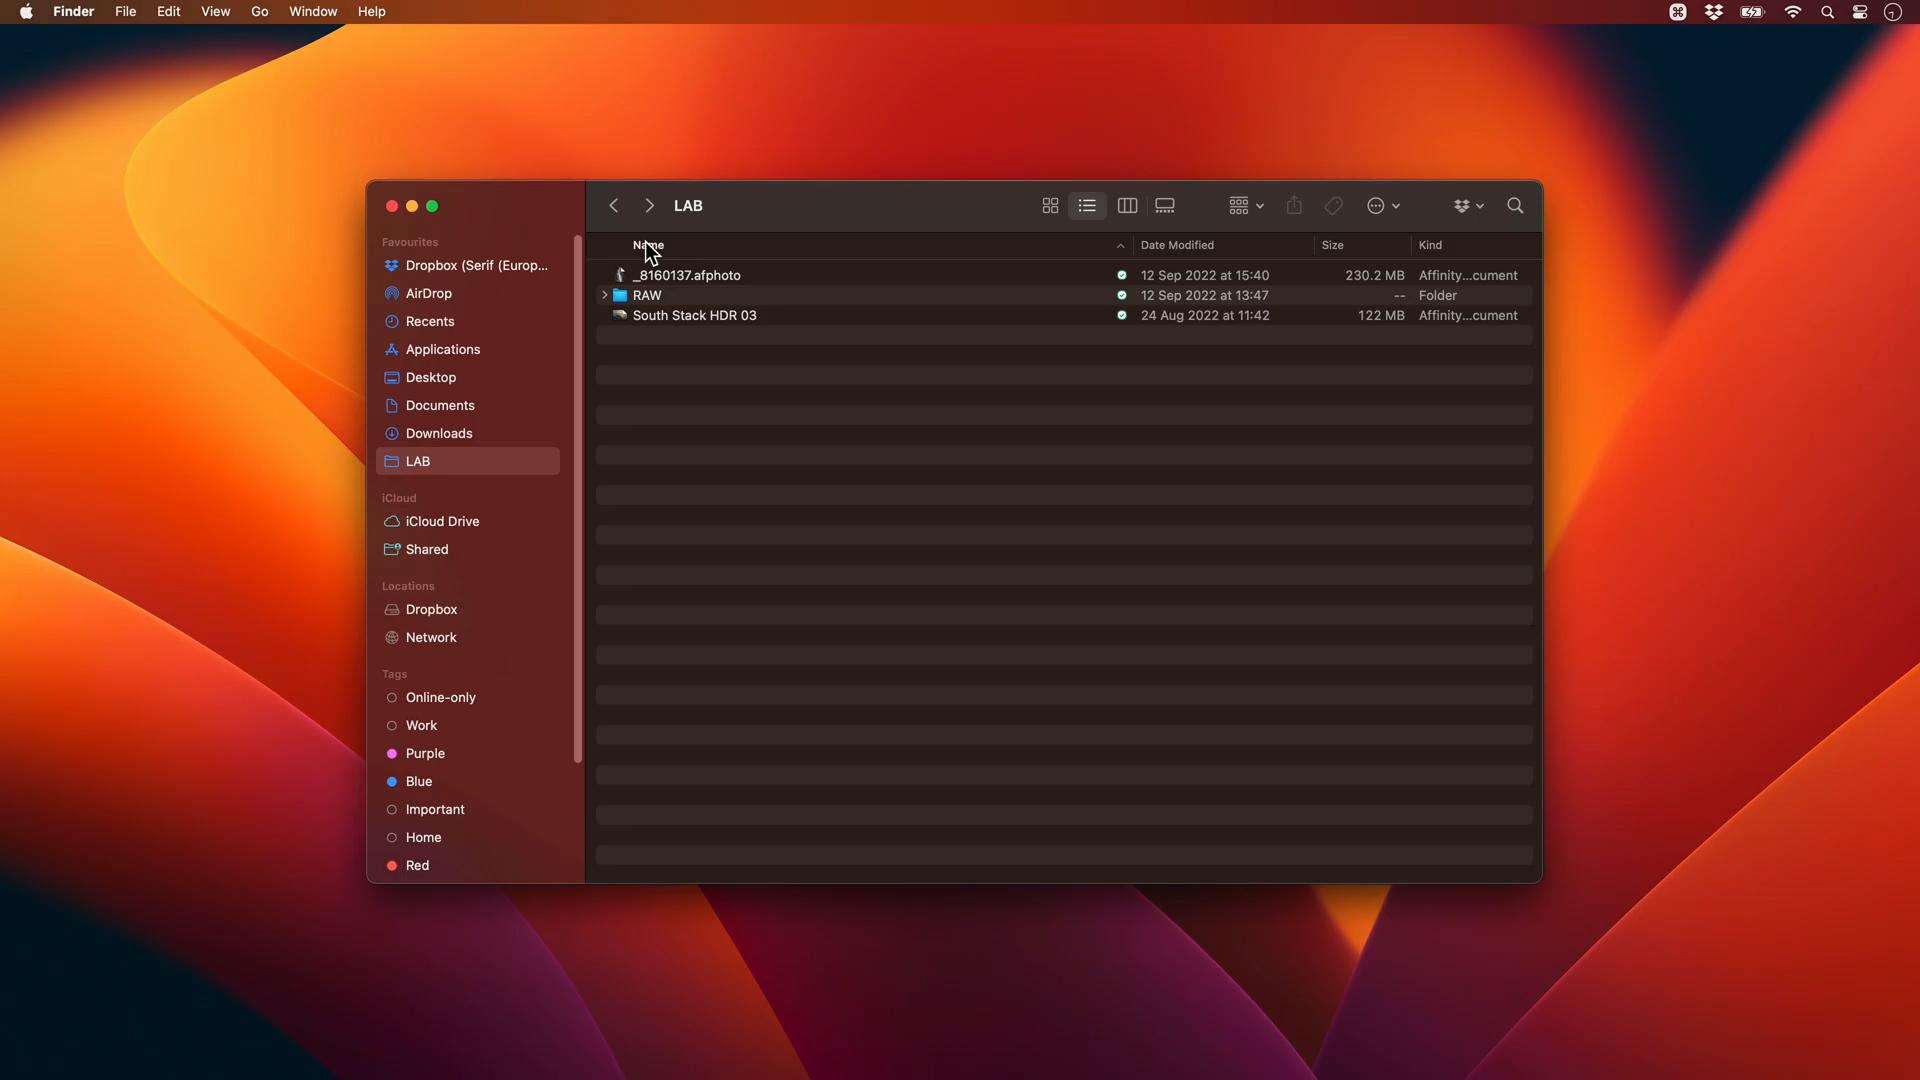 Finder File Edit View Go Window Help
LAB
Favourites
Dropbox (Serif (Europ...
AirDrop
Recents
Applications
Desktop
Documents
Downloads
LAB
iCloud
iCloud Drive
Shared
Locations
Dropbox
Network
Tags
Online-only
Work
Purple
Blue
Important
Home
Red
Name Date Modified Size Kind
_8160137.afphoto 12 Sep 2022 at 15:40 230.2 MB Affinity...cument
RAW 12 Sep 2022 at 13:47 -- Folder
South Stack HDR 03 24 Aug 2022 at 11:42 122 MB Affinity...cument